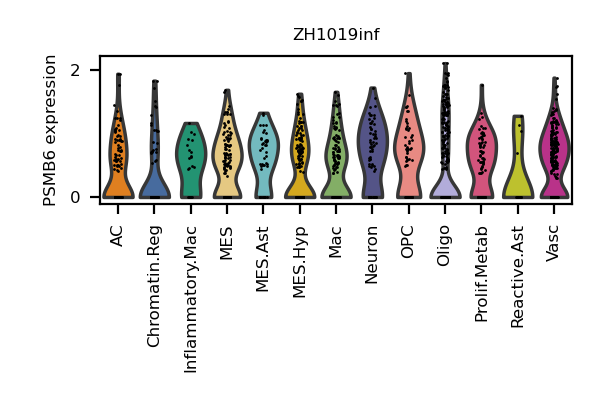 ZH1019inf
PSMB6 expression
2
0
AC
Chromatin.Reg
Inflammatory.Mac
MES
MES.Ast
MES.Hyp
Mac
Neuron
OPC
Oligo
Prolif.Metab
Reactive.Ast
Vasc